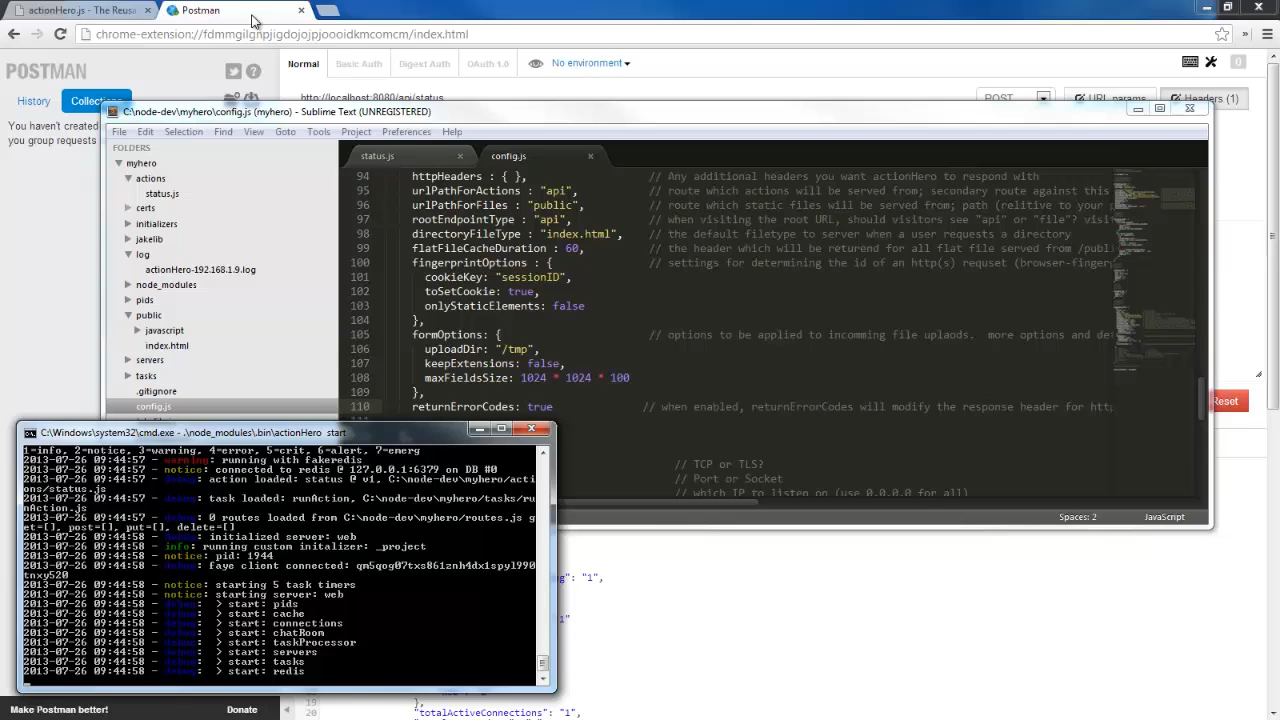 actionHero.js - The Reusa
Postman
chrome-extension://fdmmgilgnpjigdojojpjoooidkmcomcm/index.html
POSTMAN
Normal
Basic Auth
Digest Auth
OAuth 1.0
No environment
0
History
Collections
http://localhost:8080/api/status
POST
URL params
Headers (1)
You haven't created
you group requests
C:\node-dev\myhero\config.js (myhero) - Sublime Text (UNREGISTERED)
File Edit Selection Find View Goto Tools Project Preferences Help
FOLDERS
myhero
actions
status.js
certs
initializers
jakelib
log
actionHero-192.168.1.9.log
node_modules
pids
public
javascript
index.html
servers
tasks
.gitignore
config.js
status.js
config.js
94 httpHeaders : { }, // Any additional headers you want actionHero to respond with
95 urlPathForActions : "api", // route which actions will be served from; secondary route against this
96 urlPathForFiles : "public", // route which static files will be served from; path (relitive to your p
97 rootEndpointType : "api", // when visiting the root URL, should visitors see "api" or "file"? visit
98 directoryFileType : "index.html", // the default filetype to server when a user requests a directory
99 flatFileCacheDuration : 60, // the header which will be returend for all flat file served from /publi
100 fingerprintOptions : { // settings for determining the id of an http(s) requset (browser-finger
101 cookieKey: "sessionID",
102 toSetCookie: true,
103 onlyStaticElements: false
104 },
105 formOptions: { // options to be applied to incomming file uplaods. more options and de
106 uploadDir: "/tmp",
107 keepExtensions: false,
108 maxFieldsSize: 1024 * 1024 * 100
109 },
110 returnErrorCodes: true // when enabled, returnErrorCodes will modify the response header for htt
// TCP or TLS?
// Port or Socket
// which IP to listen on (use 0.0.0.0 for all)
Spaces: 2
JavaScript
Reset
C:\Windows\system32\cmd.exe - .\node_modules\.bin\actionHero start
1=info, 2=notice, 3=warning, 4=error, 5=crit, 6=alert, 7=emerg
2013-07-26 09:44:57 - warning: running with fakeredis
2013-07-26 09:44:57 - notice: connected to redis @ 127.0.0.1:6379 on DB #0
2013-07-26 09:44:57 - debug: action loaded: status @ v1, C:\node-dev\myhero\acti
ons/status.js
2013-07-26 09:44:57 - debug: task loaded: runAction, C:\node-dev\myhero/tasks/ru
nAction.js
2013-07-26 09:44:57 - debug: 0 routes loaded from C:\node-dev\myhero/routes.js g
et=[], post=[], put=[], delete=[]
2013-07-26 09:44:58 - debug: initialized server: web
2013-07-26 09:44:58 - info: running custom initalizer: _project
2013-07-26 09:44:58 - notice: pid: 1944
2013-07-26 09:44:58 - debug: faye client connected: qm5qog07txs861znh4dx1spyl990
tnxy520
2013-07-26 09:44:58 - notice: starting 5 task timers
2013-07-26 09:44:58 - notice: starting server: web
2013-07-26 09:44:58 - debug: > start: pids
2013-07-26 09:44:58 - debug: > start: cache
2013-07-26 09:44:58 - debug: > start: connections
2013-07-26 09:44:58 - debug: > start: chatRoom
2013-07-26 09:44:58 - debug: > start: taskProcessor
2013-07-26 09:44:58 - debug: > start: servers
2013-07-26 09:44:58 - debug: > start: tasks
2013-07-26 09:44:58 - debug: > start: redis
g": "1",
"1"
19 },
20 "totalActiveConnections": "1",
Make Postman better!
Donate